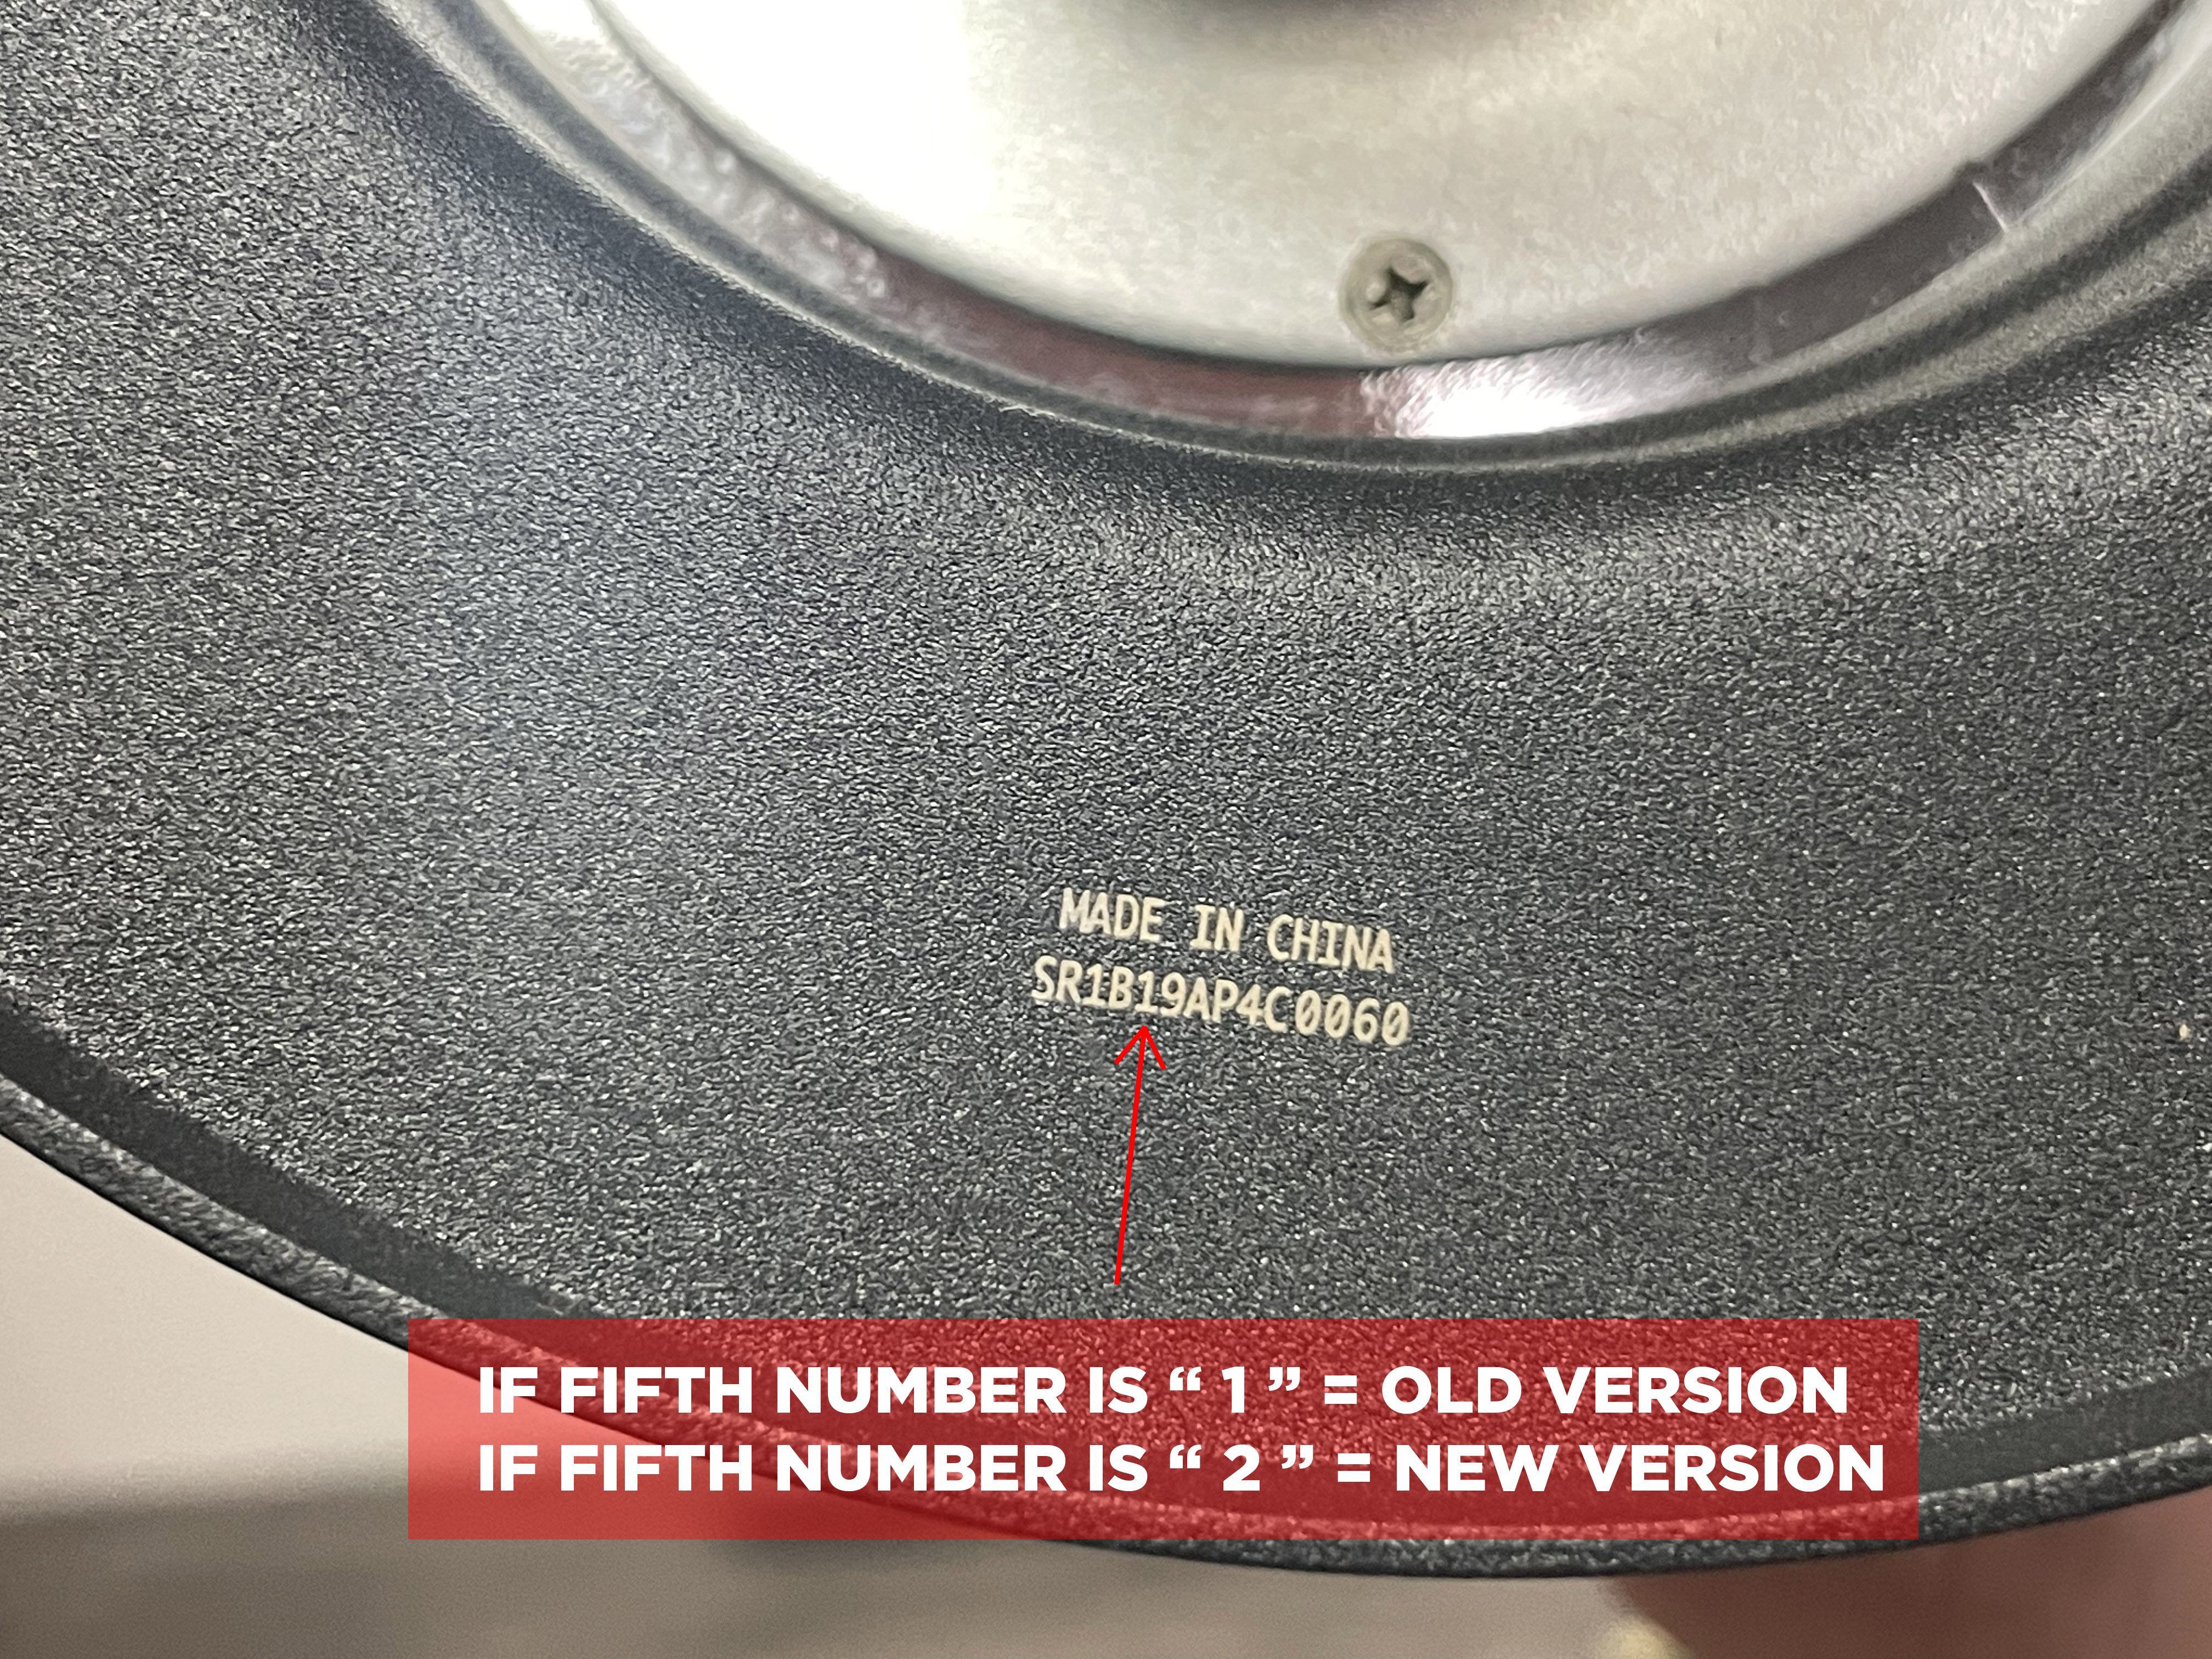 MADE IN CHINA
SR1B19AP4C0060
IF FIFTH NUMBER IS “ 1 ” = OLD VERSION
IF FIFTH NUMBER IS “ 2 ” = NEW VERSION